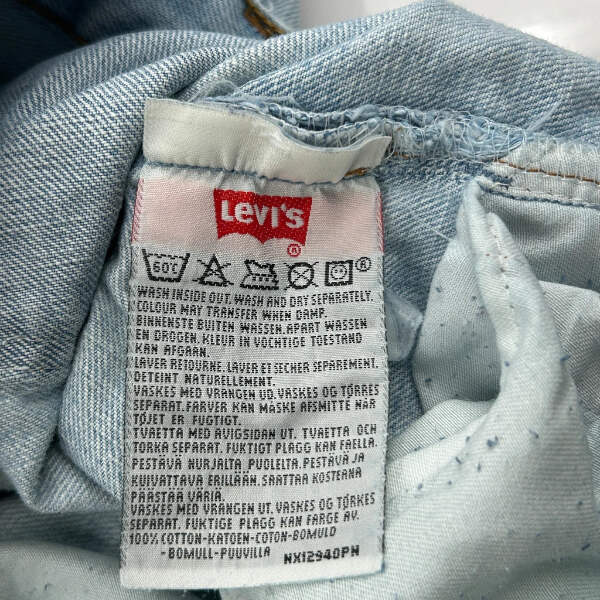 LEVI'S
®
60°C ®
WASH INSIDE OUT. WASH AND DRY SEPARATELY.
COLOUR MAY TRANSFER WHEN DAMP.
BINNENSTE BUITEN WASSEN. APART WASSEN
EN DROGEN. KLEUR IN VOCHTIGE TOESTAND
KAN AFGAAN.
LAVER RETOURNE. LAVER ET SECHER SEPAREMENT.
DETEINT NATURELLEMENT.
VASKES MED VRANGEN UD. VASKES OG TØRRES
SEPARAT. FARVER KAN MÅSKE AFSMITTE NÅR
TØJET ER FUGTIGT.
TVAETTA MED AVIGSIDAN UT. TVAETTA OCH
TORKA SEPARAT. FUKTIGT PLAGG KAN FAELLA.
PESTÄVÄ NURJALTA PUOLELTA. PESTÄVÄ JA
KUIVATTAVA ERILLÄÄN. SAATTAA KOSTEANA
PÄÄSTÄÄ VÄRIÄ.
VASKES MED VRANGEN UT. VASKES OG TØRKES
SEPARAT. FUKTIGE PLAGG KAN FARGE AV.
100% COTTON-KATOEN-COTON-BOMULD
-BOMULL-PUUVILLA NX12940PN